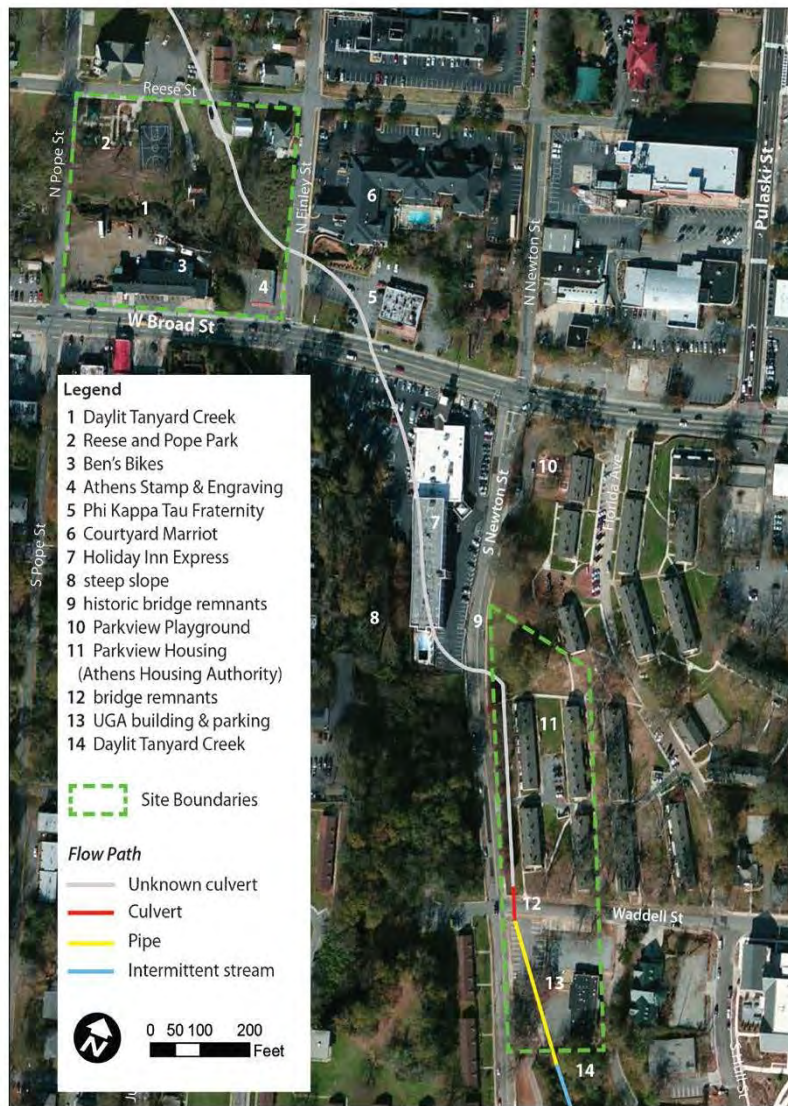 Reese St
N Pope St
2
N Finley St
6
N Newton St
Pulaski St
1
3
4
5
W Broad St
Legend
1 Daylit Tanyard Creek
2 Reese and Pope Park
3 Ben's Bikes
4 Athens Stamp & Engraving
5 Phi Kappa Tau Fraternity
6 Courtyard Marriot
7 Holiday Inn Express
8 steep slope
9 historic bridge remnants
10 Parkview Playground
11 Parkview Housing
(Athens Housing Authority)
12 bridge remnants
13 UGA building & parking
14 Daylit Tanyard Creek
Site Boundaries
Flow Path
Unknown culvert
Culvert
Pipe
Intermittent stream
N
0 50 100 200
Feet
S Pope St
10
Florida Ave
7
S Newton St
8
9
11
12
Waddell St
13
14
S Hull St